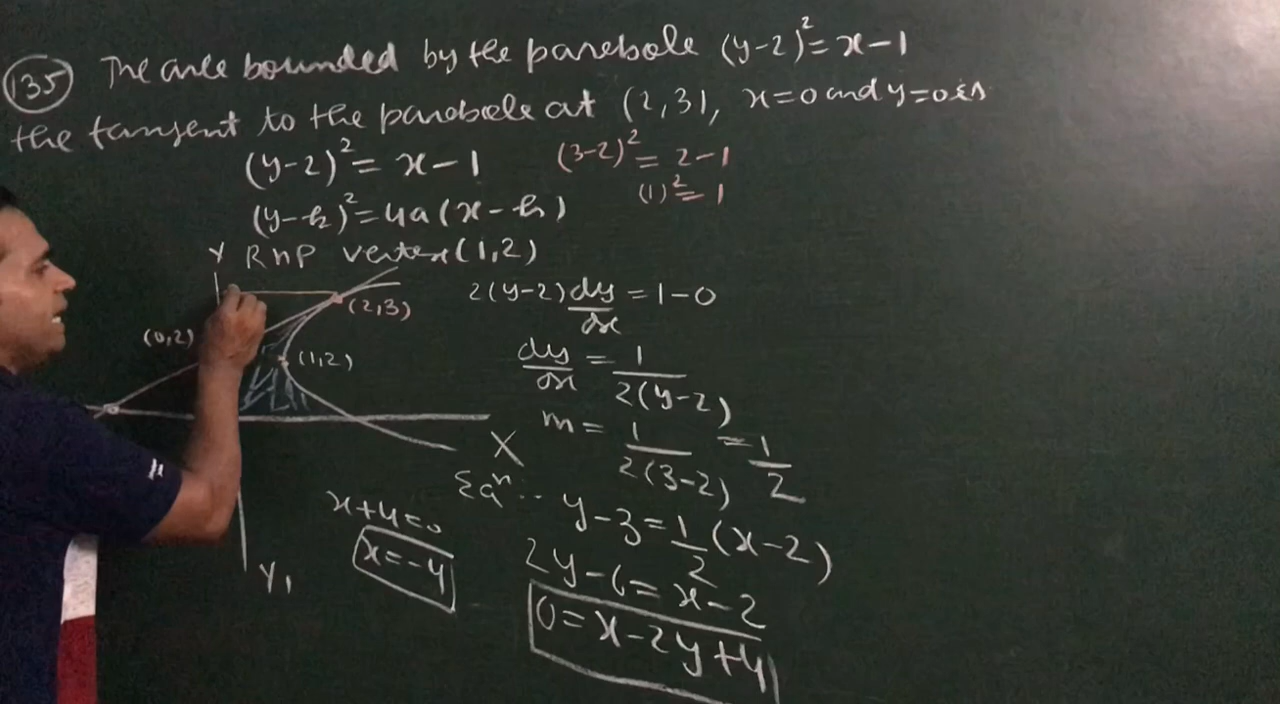 135 The area bounded by the parabola (y-2)²=x-1
the tangent to the parabola at (2,3), x=0 and y=0 is
(y-2)²=x-1
(3-2)²=2-1
(1)²=1
(y-k)²=4a(x-h)
Y RHP vertex(1,2)
2(y-2)dy/dx=1-0
(2,3)
(0,2)
(1,2)
dy/dx=1/2(y-2)
m=1/2(3-2)=1/2
X
Eqⁿ..
y-3=1/2(x-2)
x+4=0
x=-4
2y-6=x-2
Y₁
0=x-2y+4